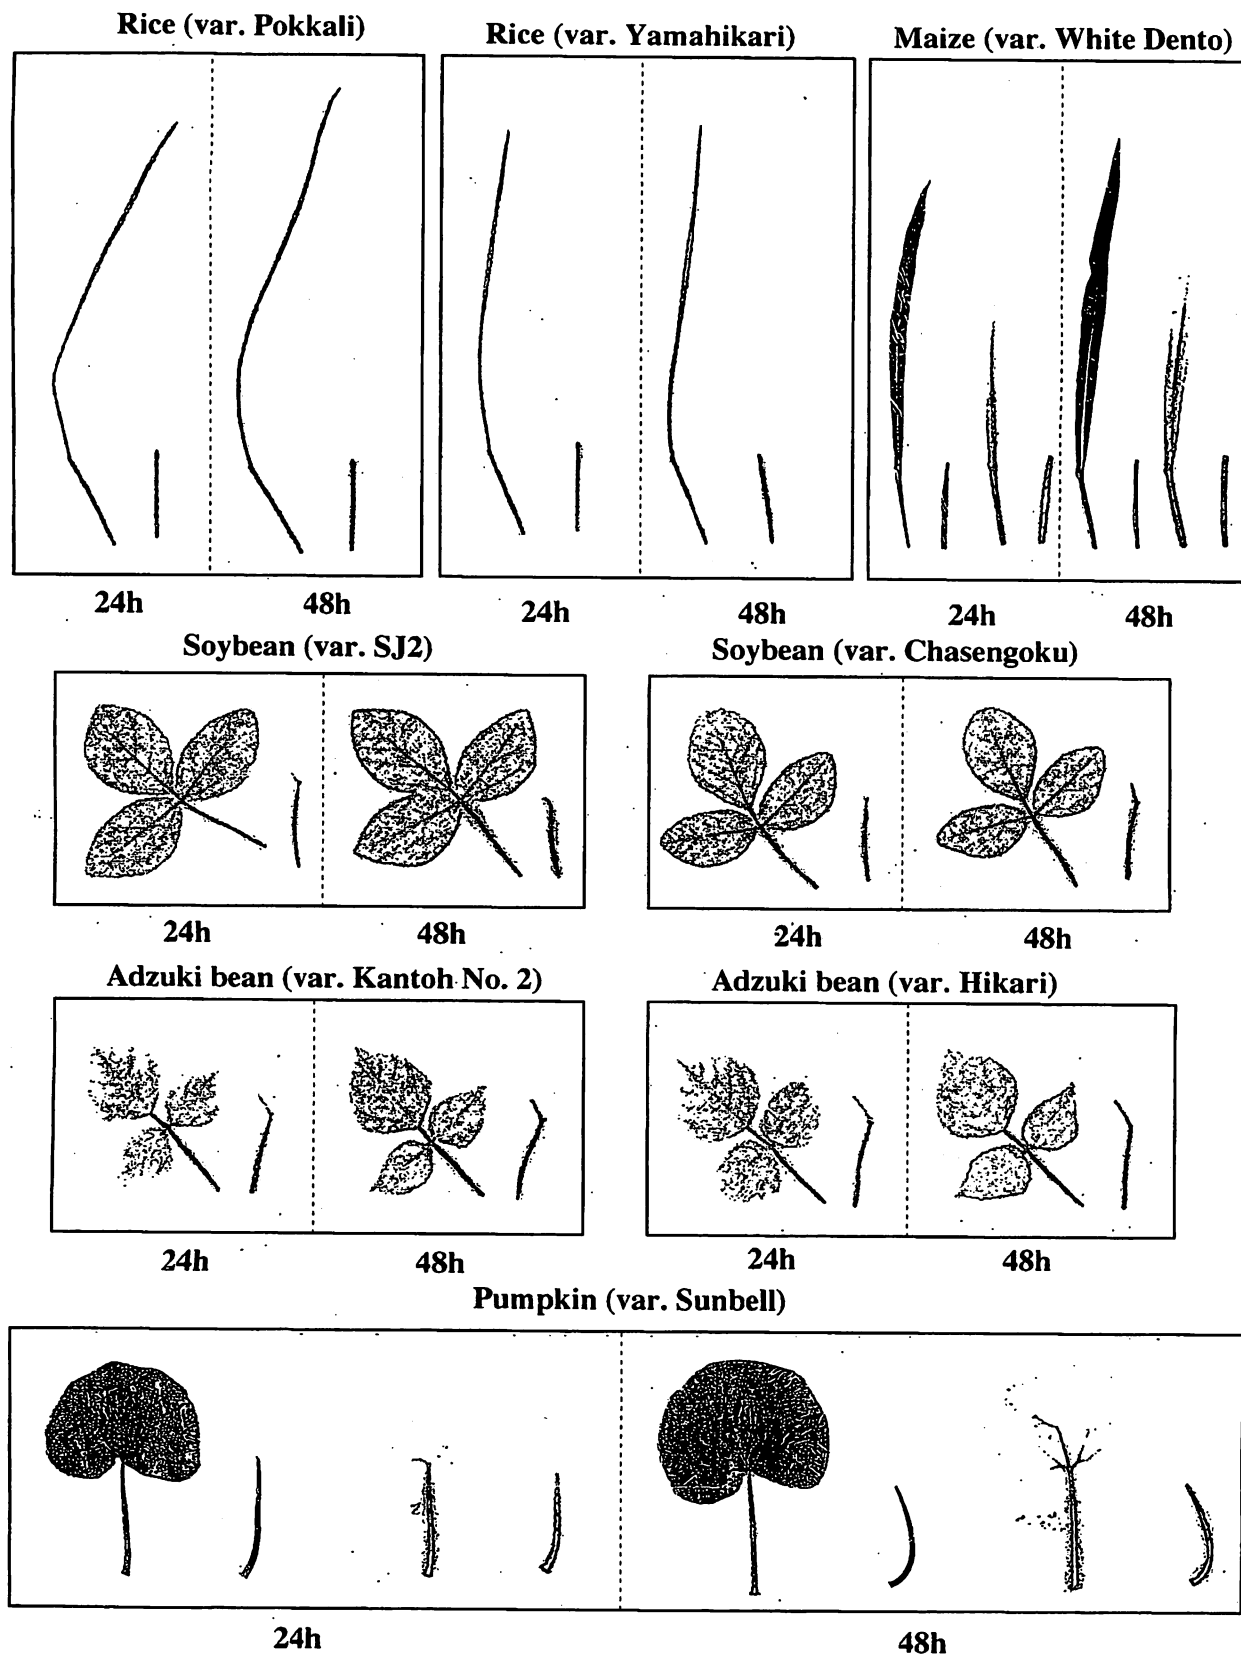 Rice (var. Pokkali)
Rice (var. Yamahikari)
Maize (var. White Dento)
24h
48h
24h
48h
24h
48h
Soybean (var. SJ2)
Soybean (var. Chasengoku)
24h
48h
24h
48h
Adzuki bean (var. Kantoh No. 2)
Adzuki bean (var. Hikari)
24h
48h
24h
48h
Pumpkin (var. Sunbell)
24h
48h